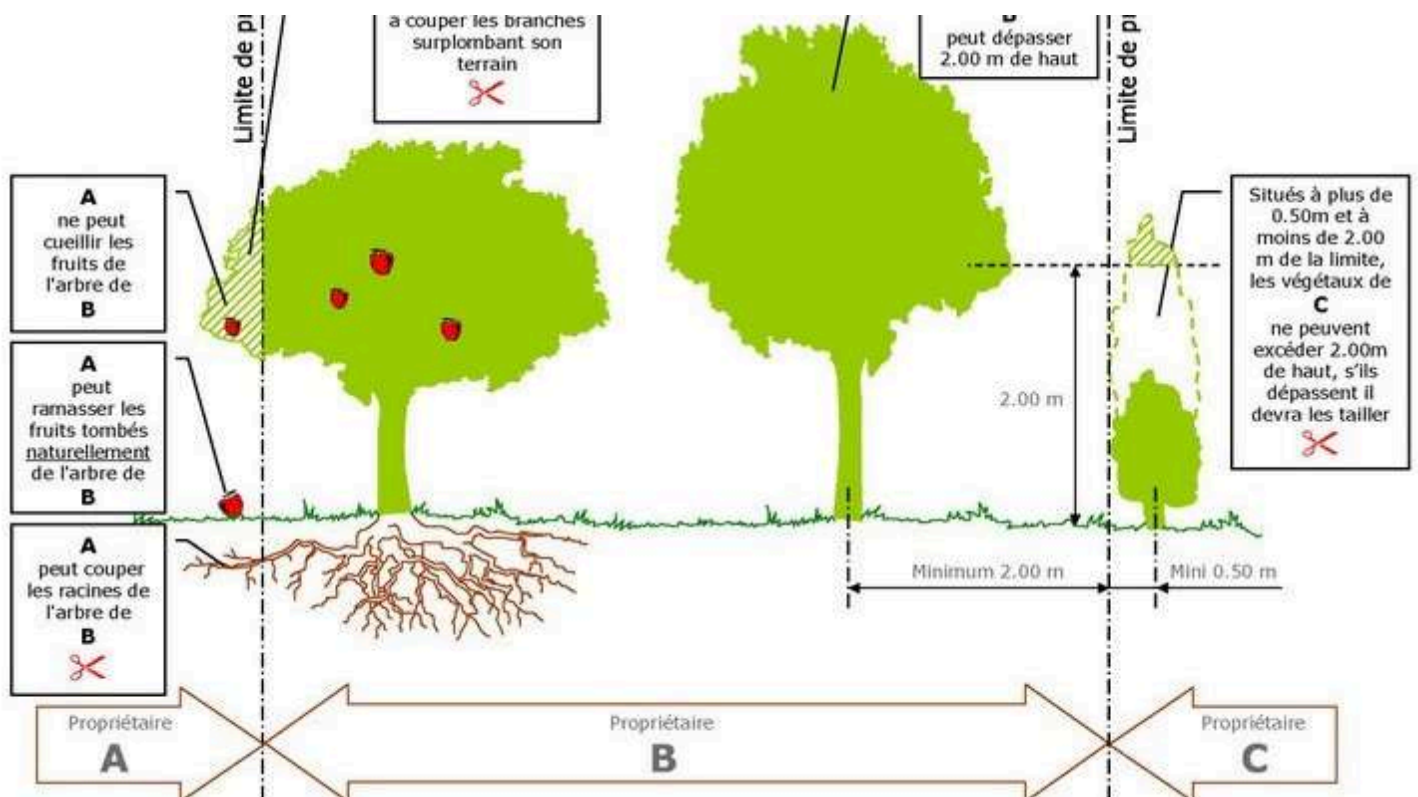 Limite de pr
à couper les branches
surplombant son
terrain
B
peut dépasser
2.00 m de haut
Limite de pr
A
ne peut
cueillir les
fruits de
l'arbre de
B
A
peut
ramasser les
fruits tombés
naturellement
de l'arbre de
B
A
peut couper
les racines de
l'arbre de
B
Situés à plus de
0.50m et à
moins de 2.00
m de la limite,
les végétaux de
C
ne peuvent
excéder 2.00m
de haut, s'ils
dépassent il
devra les tailler
2.00 m
Minimum 2.00 m
Mini 0.50 m
Propriétaire
A
Propriétaire
B
Propriétaire
C